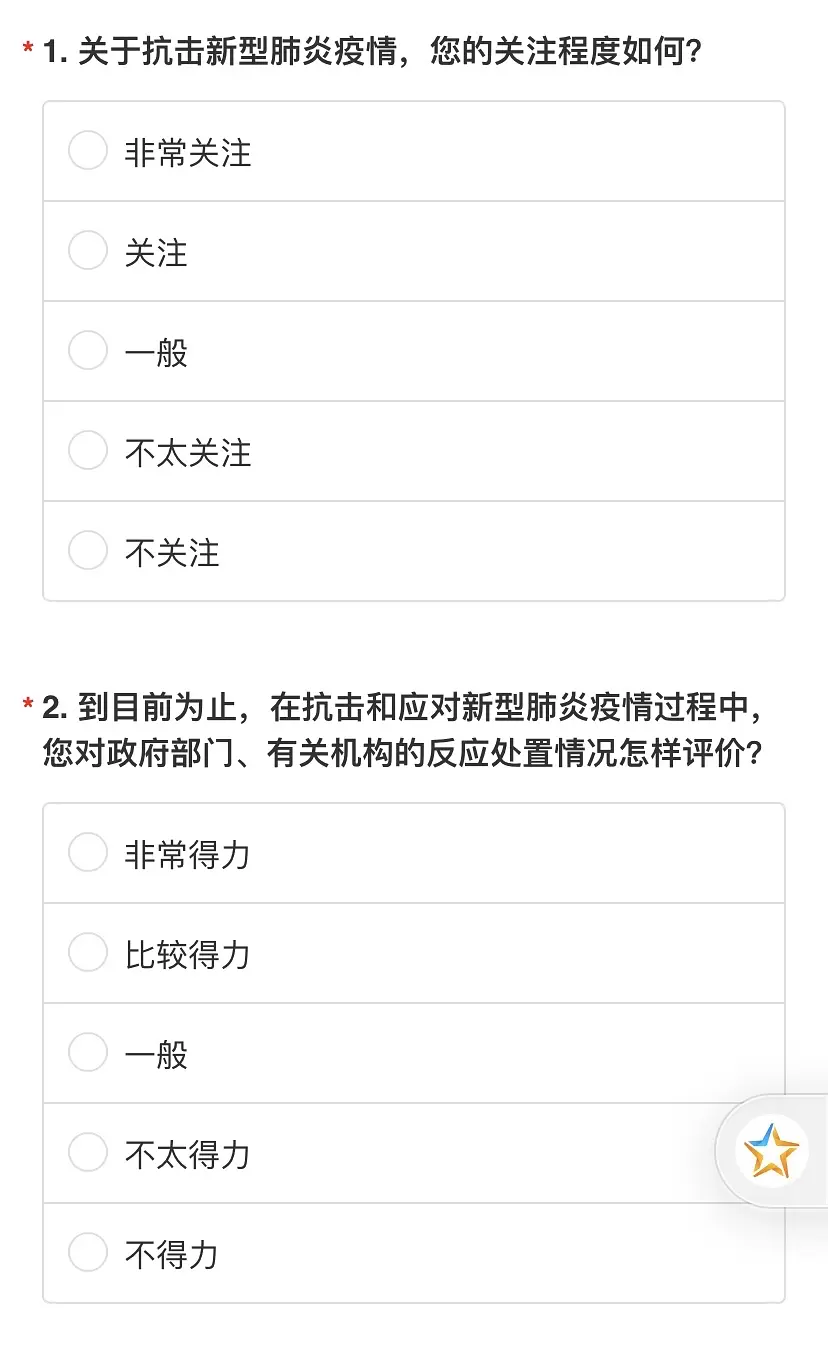 * 1. 关于抗击新型肺炎疫情，您的关注程度如何？
非常关注
关注
一般
不太关注
不关注
* 2. 到目前为止，在抗击和应对新型肺炎疫情过程中，
您对政府部门、有关机构的反应处置情况怎样评价？
非常得力
比较得力
一般
不太得力
不得力